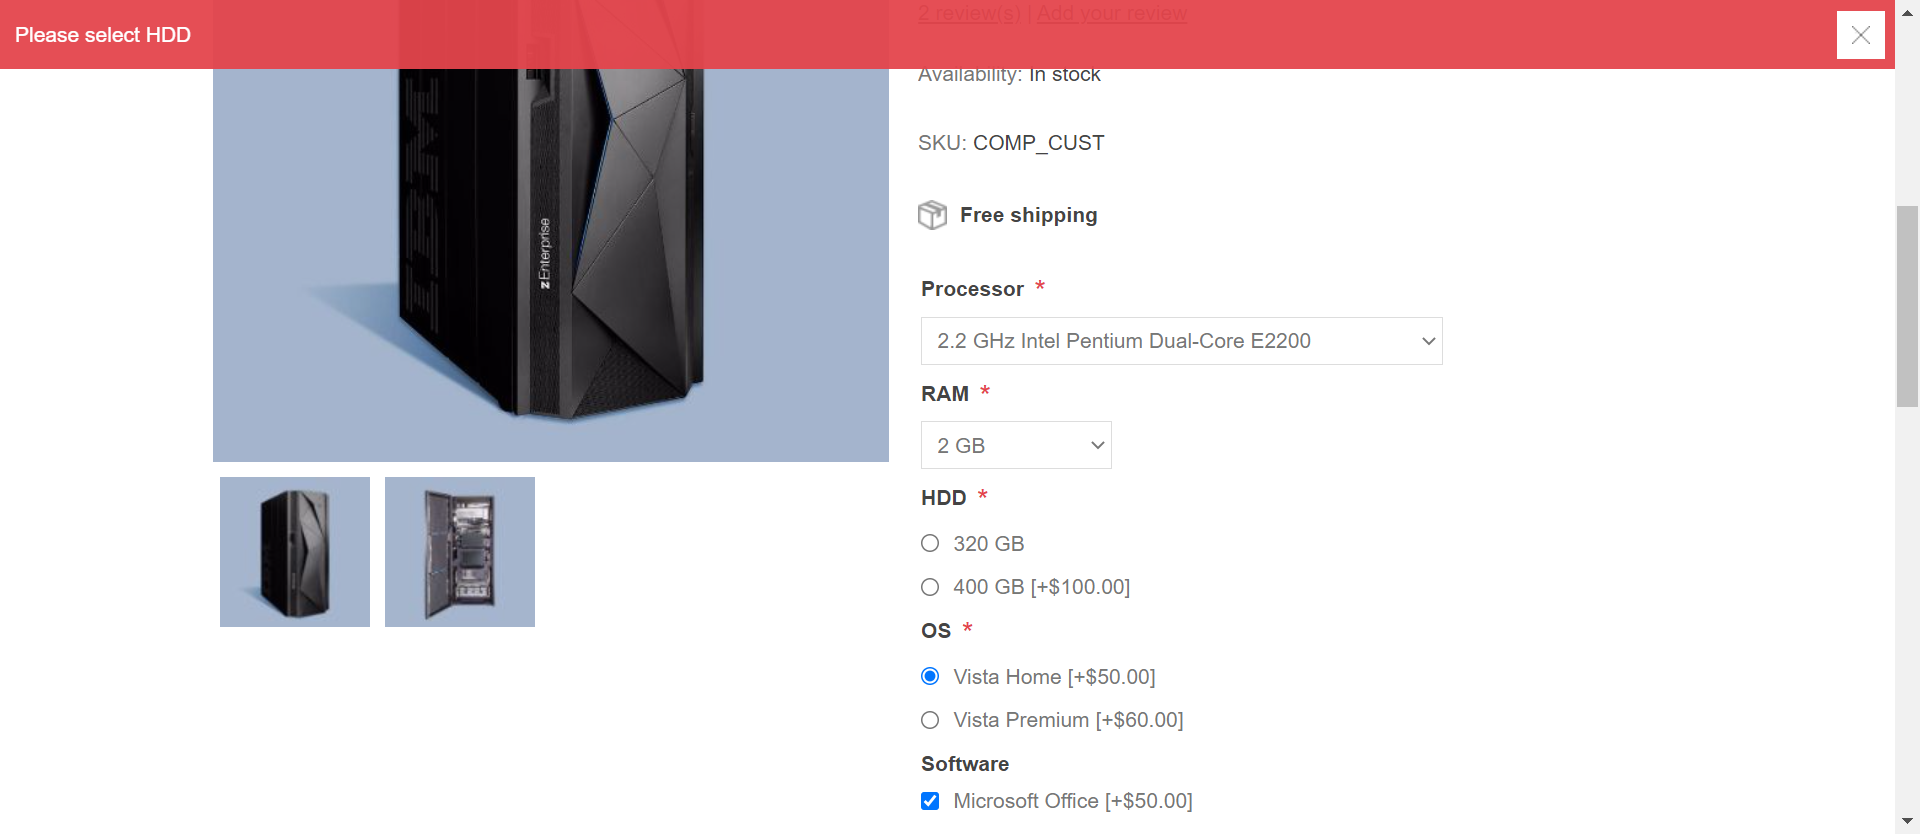 Please select HDD
2 review(s) | Add your review
Availability: In stock
SKU: COMP_CUST
Free shipping
Processor *
2.2 GHz Intel Pentium Dual-Core E2200
RAM *
2 GB
HDD *
320 GB
400 GB [+$100.00]
OS *
Vista Home [+$50.00]
Vista Premium [+$60.00]
Software
Microsoft Office [+$50.00]
IBM
zEnterprise